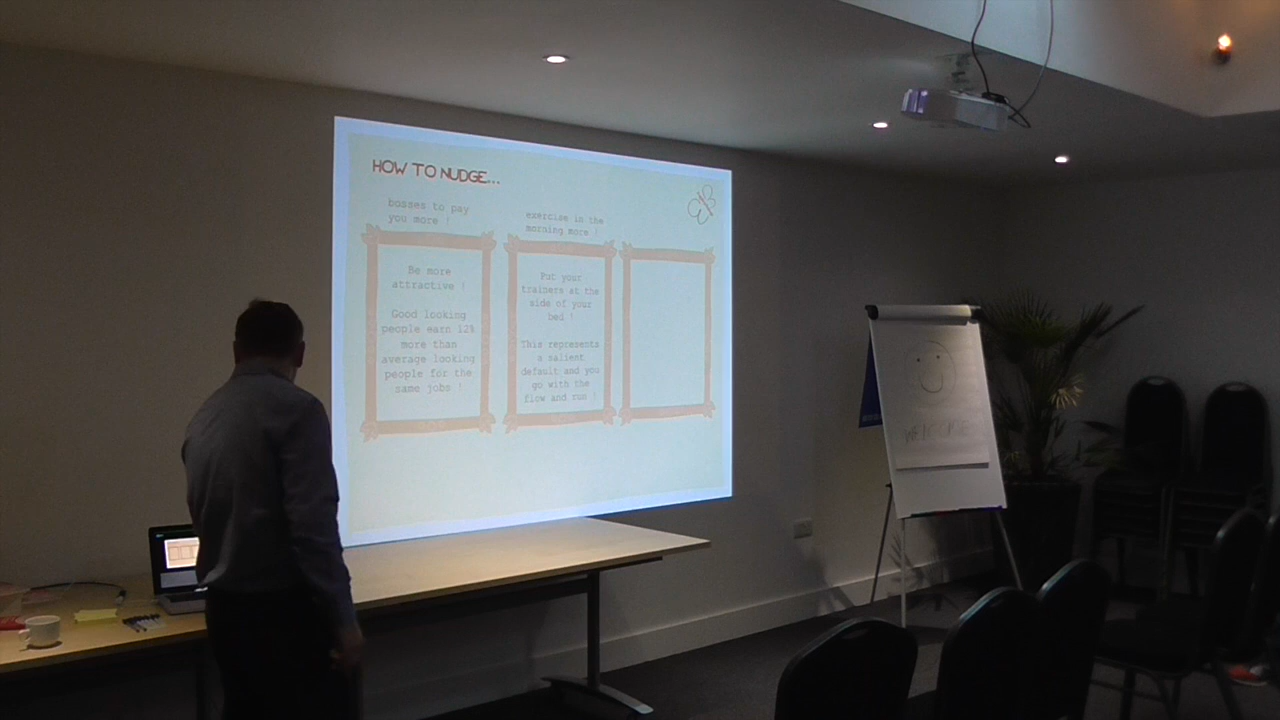 HOW TO NUDGE...
bosses to pay
you more !
Be more
attractive !
Good looking
people earn 12%
more than
average looking
people for the
same jobs !
exercise in the
morning more !
Put your
trainers at the
side of your
bed !
This represents
a salient
default and you
go with the
flow and run !
WELCOME